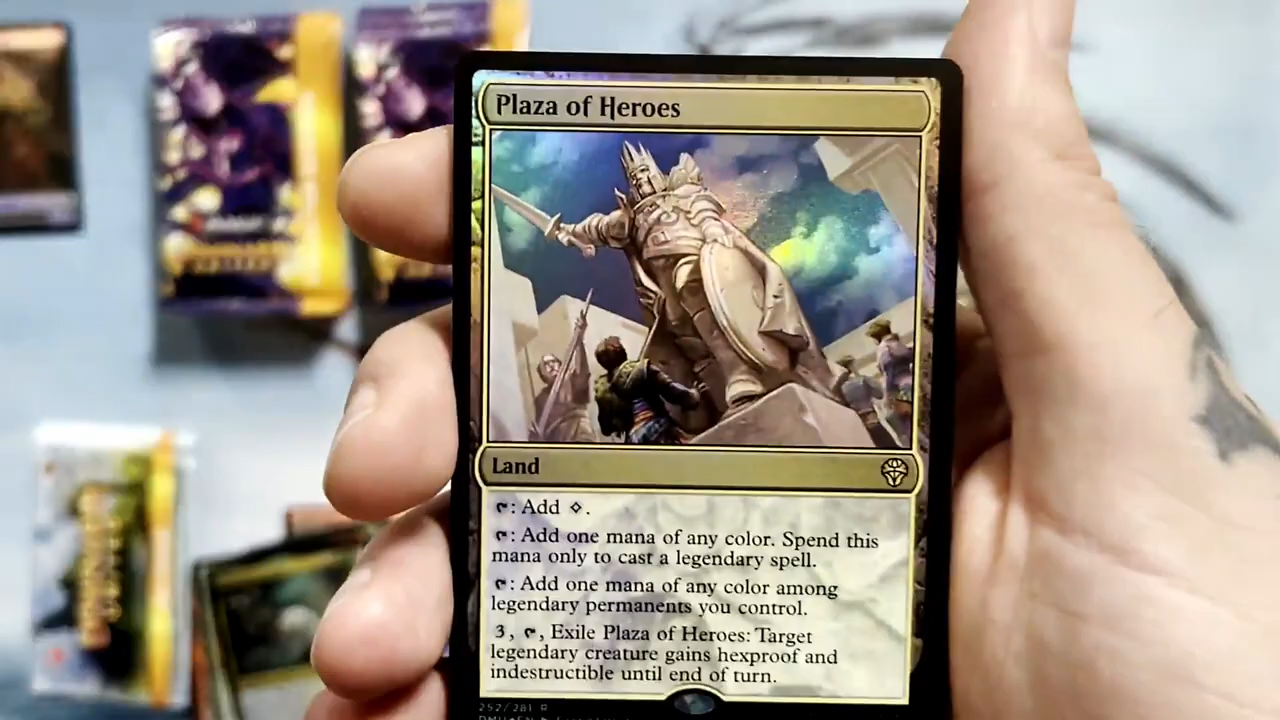 Plaza of Heroes
Land
: Add .
: Add one mana of any color. Spend this
mana only to cast a legendary spell.
: Add one mana of any color among
legendary permanents you control.
3, , Exile Plaza of Heroes: Target
legendary creature gains hexproof and
indestructible until end of turn.
252/281 R